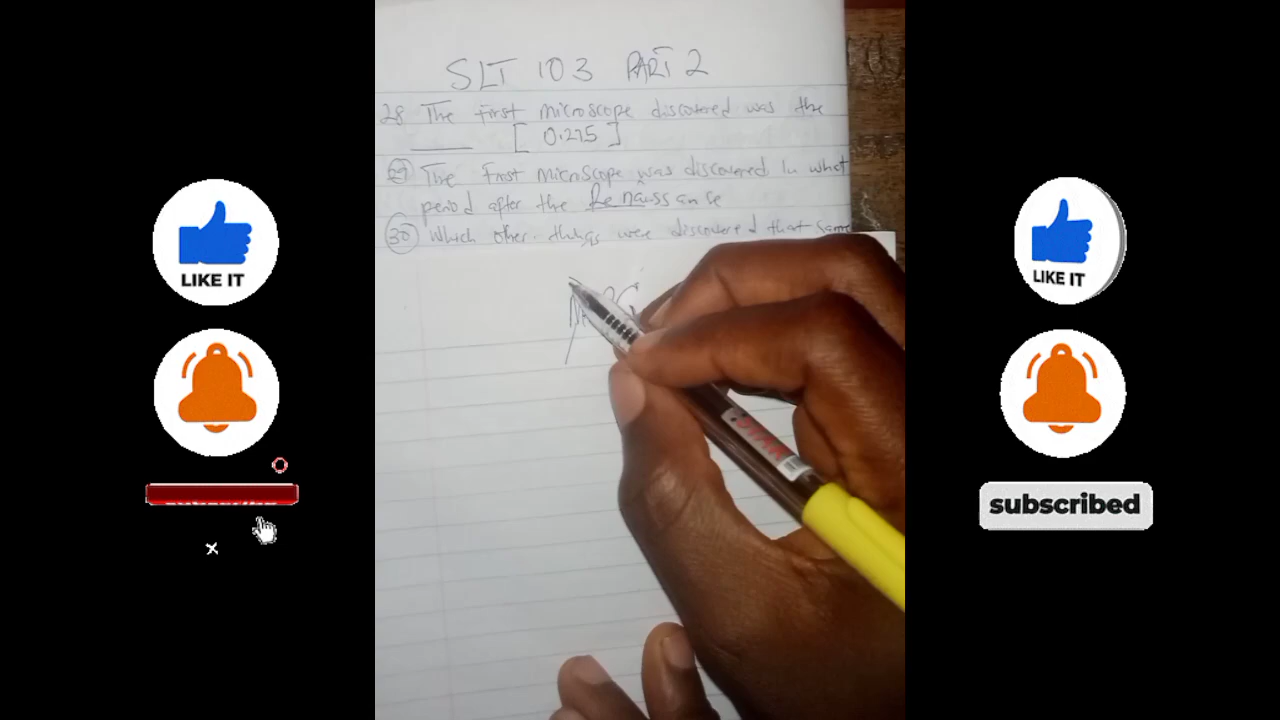 SLT 103 PART 2
28 The first microscope discovered was the
[ 0.275 ]
29 The first microscope was discovered in what
period after the Renaussance
30 Which other things were discovered that same
LIKE IT
LIKE IT
subscribed